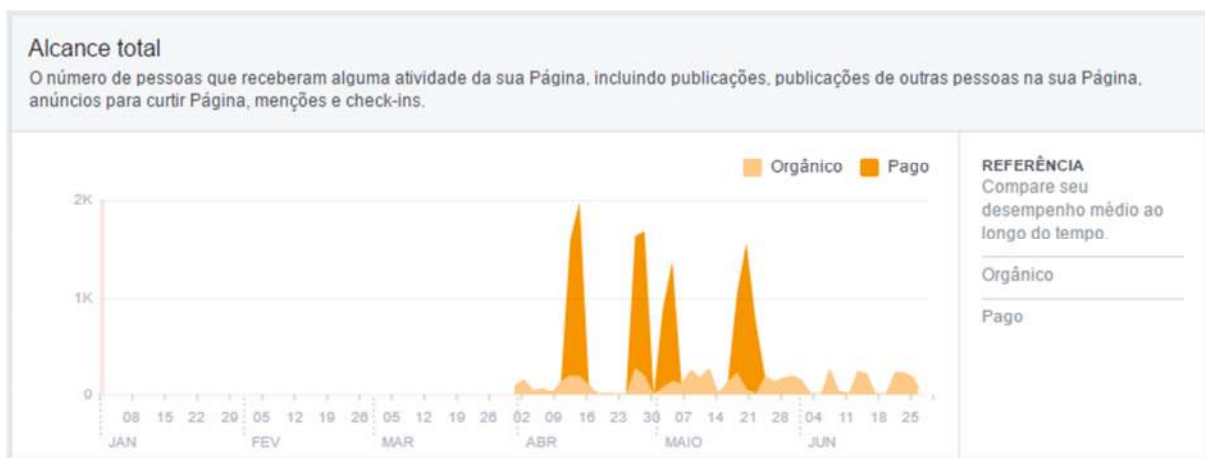 Alcance total
O número de pessoas que receberam alguma atividade da sua Página, incluindo publicações, publicações de outras pessoas na sua Página,
anúncios para curtir Página, menções e check-ins.
Orgânico Pago
2K
1K
0
08 15 22 29 05 12 19 26 05 12 19 26 02 09 16 23 30 07 14 21 28 04 11 18 25
JAN FEV MAR ABR MAIO JUN
REFERÊNCIA
Compare seu
desempenho médio ao
longo do tempo.
Orgânico
Pago